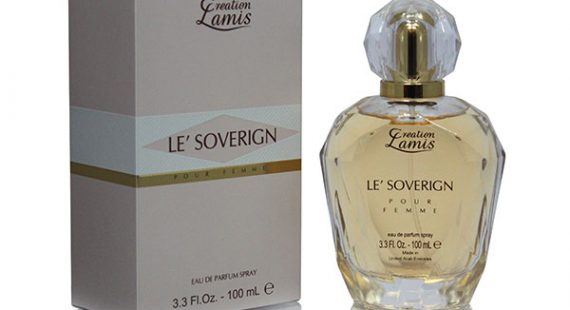 Creation
Lamis
LE' SOVERIGN
POUR FEMME
EAU DE PARFUM SPRAY
3.3 Fl.Oz. - 100 mL ℮
Creation
Lamis
LE' SOVERIGN
POUR
FEMME
eau de parfum spray
3.3 Fl. Oz. - 100 mL ℮
Made in
United Arab Emirates